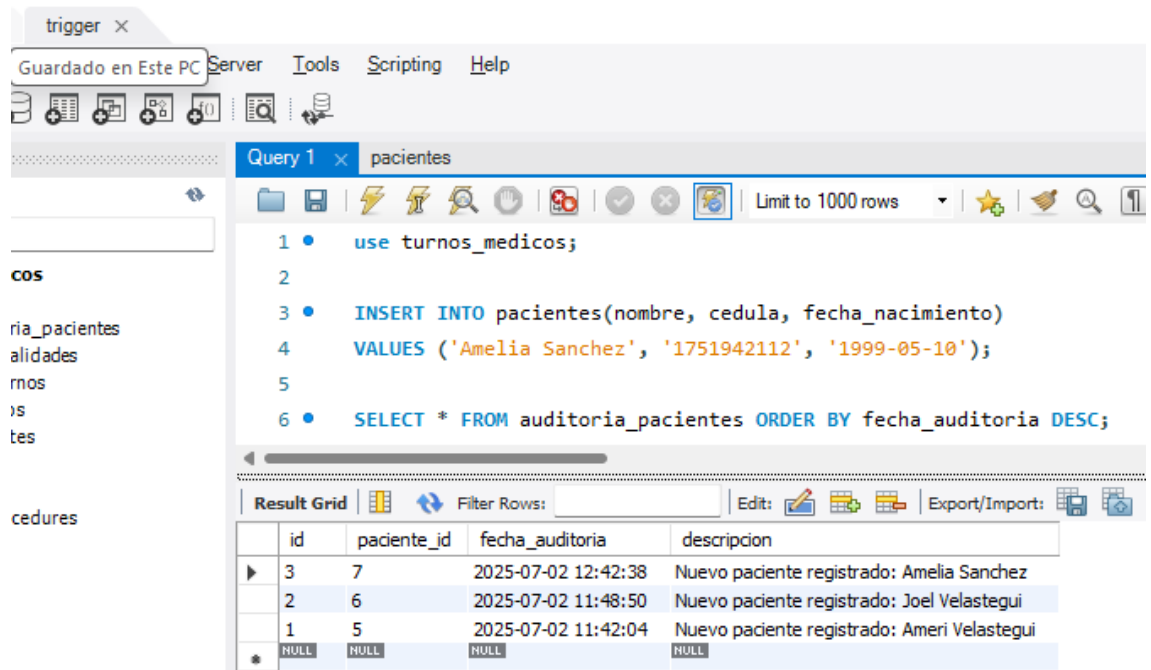 trigger
Guardado en Este PC
Server Tools Scripting Help
Query 1 pacientes
Limit to 1000 rows
1 use turnos_medicos;
2
3 INSERT INTO pacientes(nombre, cedula, fecha_nacimiento)
4 VALUES ('Amelia Sanchez', '1751942112', '1999-05-10');
5
6 SELECT * FROM auditoria_pacientes ORDER BY fecha_auditoria DESC;
cos
ria_pacientes
alidades
rnos
os
tes
cedures
Result Grid Filter Rows: Edit: Export/Import:
id paciente_id fecha_auditoria descripcion
3 7 2025-07-02 12:42:38 Nuevo paciente registrado: Amelia Sanchez
2 6 2025-07-02 11:48:50 Nuevo paciente registrado: Joel Velastegui
1 5 2025-07-02 11:42:04 Nuevo paciente registrado: Ameri Velastegui
NULL NULL NULL NULL